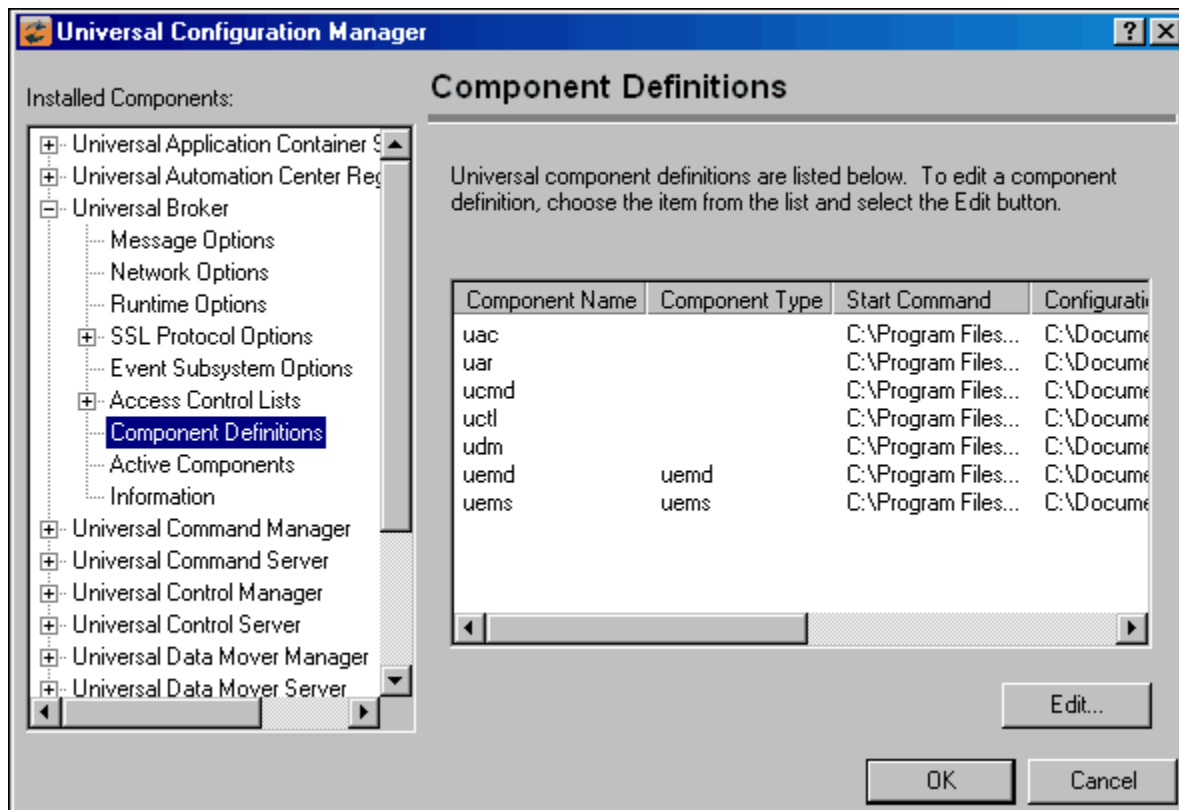 Universal Configuration Manager
Installed Components:
Universal Application Container S
Universal Automation Center Reg
Universal Broker
Message Options
Network Options
Runtime Options
SSL Protocol Options
Event Subsystem Options
Access Control Lists
Component Definitions
Active Components
Information
Universal Command Manager
Universal Command Server
Universal Control Manager
Universal Control Server
Universal Data Mover Manager
Universal Data Mover Server
Component Definitions
Universal component definitions are listed below. To edit a component
definition, choose the item from the list and select the Edit button.
Component Name Component Type Start Command Configurati
uac C:\Program Files... C:\Docume
uar C:\Program Files... C:\Docume
ucmd C:\Program Files... C:\Docume
uctl C:\Program Files... C:\Docume
udm C:\Program Files... C:\Docume
uemd uemd C:\Program Files... C:\Docume
uems uems C:\Program Files... C:\Docume
Edit...
OK Cancel